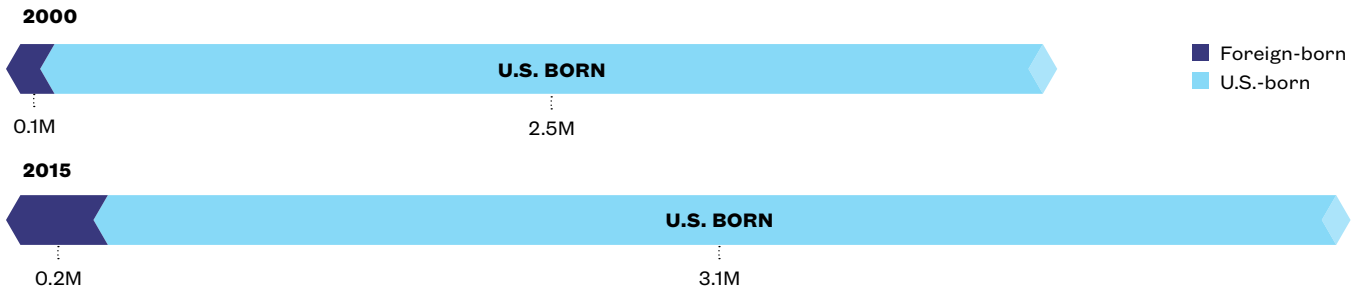 2000
U.S. BORN
Foreign-born
U.S.-born
0.1M
2.5M
2015
U.S. BORN
0.2M
3.1M